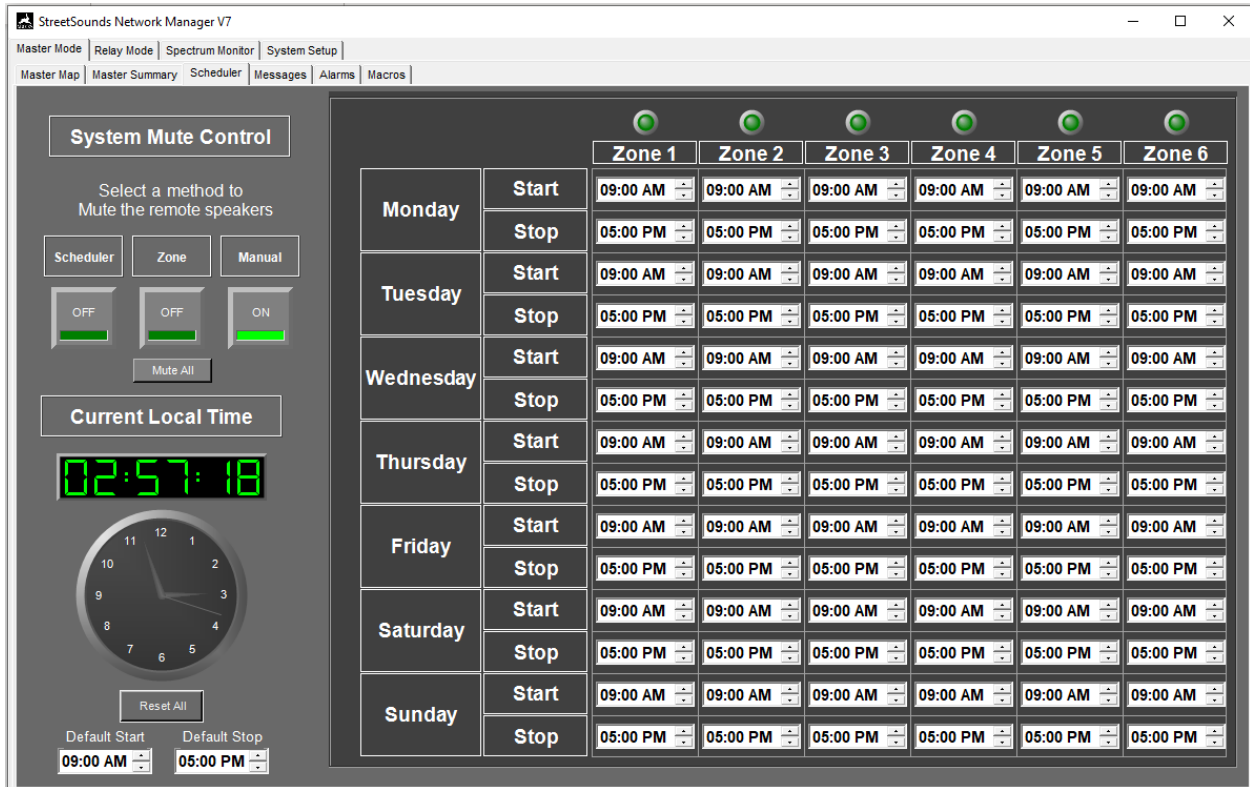 StreetSounds Network Manager V7
Master Mode Relay Mode Spectrum Monitor System Setup
Master Map Master Summary Scheduler Messages Alarms Macros
System Mute Control
Select a method to
Mute the remote speakers
Scheduler Zone Manual
OFF OFF ON
Mute All
Current Local Time
02:57:18
12
1
2
3
4
5
6
7
8
9
10
11
Reset All
Default Start Default Stop
09:00 AM 05:00 PM
Zone 1 Zone 2 Zone 3 Zone 4 Zone 5 Zone 6
Monday
Start 09:00 AM 09:00 AM 09:00 AM 09:00 AM 09:00 AM 09:00 AM
Stop 05:00 PM 05:00 PM 05:00 PM 05:00 PM 05:00 PM 05:00 PM
Tuesday
Start 09:00 AM 09:00 AM 09:00 AM 09:00 AM 09:00 AM 09:00 AM
Stop 05:00 PM 05:00 PM 05:00 PM 05:00 PM 05:00 PM 05:00 PM
Wednesday
Start 09:00 AM 09:00 AM 09:00 AM 09:00 AM 09:00 AM 09:00 AM
Stop 05:00 PM 05:00 PM 05:00 PM 05:00 PM 05:00 PM 05:00 PM
Thursday
Start 09:00 AM 09:00 AM 09:00 AM 09:00 AM 09:00 AM 09:00 AM
Stop 05:00 PM 05:00 PM 05:00 PM 05:00 PM 05:00 PM 05:00 PM
Friday
Start 09:00 AM 09:00 AM 09:00 AM 09:00 AM 09:00 AM 09:00 AM
Stop 05:00 PM 05:00 PM 05:00 PM 05:00 PM 05:00 PM 05:00 PM
Saturday
Start 09:00 AM 09:00 AM 09:00 AM 09:00 AM 09:00 AM 09:00 AM
Stop 05:00 PM 05:00 PM 05:00 PM 05:00 PM 05:00 PM 05:00 PM
Sunday
Start 09:00 AM 09:00 AM 09:00 AM 09:00 AM 09:00 AM 09:00 AM
Stop 05:00 PM 05:00 PM 05:00 PM 05:00 PM 05:00 PM 05:00 PM